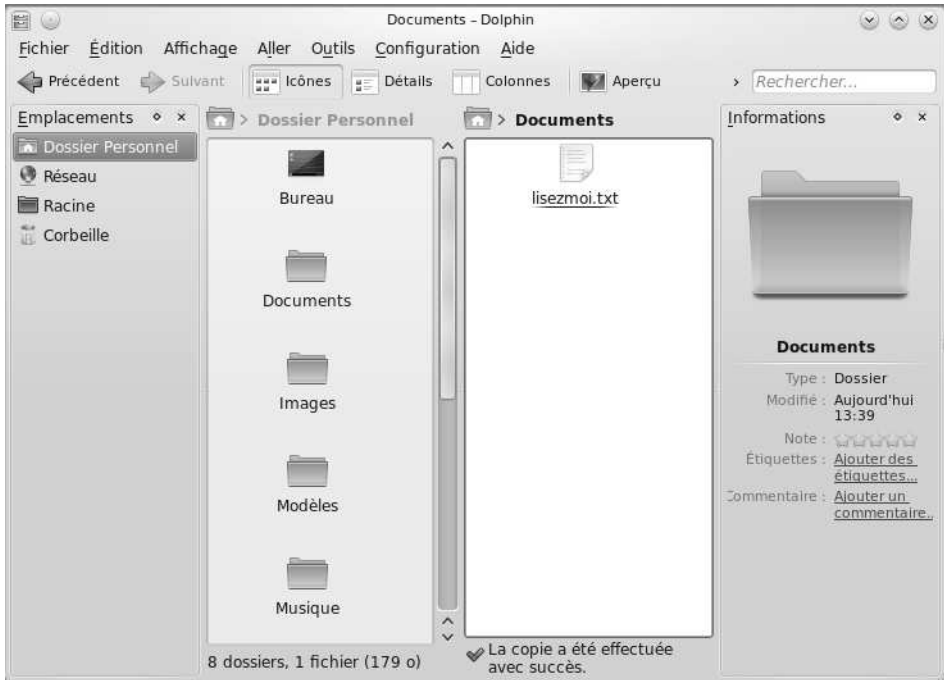 Documents – Dolphin
Fichier Édition Affichage Aller Outils Configuration Aide
Précédent Suivant Icônes Détails Colonnes Aperçu > Rechercher...
Emplacements
Dossier Personnel
Réseau
Racine
Corbeille
> Dossier Personnel
Bureau
Documents
Images
Modèles
Musique
8 dossiers, 1 fichier (179 o)
> Documents
lisezmoi.txt
La copie a été effectuée
avec succès.
Informations
Documents
Type : Dossier
Modifié : Aujourd'hui
13:39
Note :
Étiquettes : Ajouter des
étiquettes...
Commentaire : Ajouter un
commentaire..